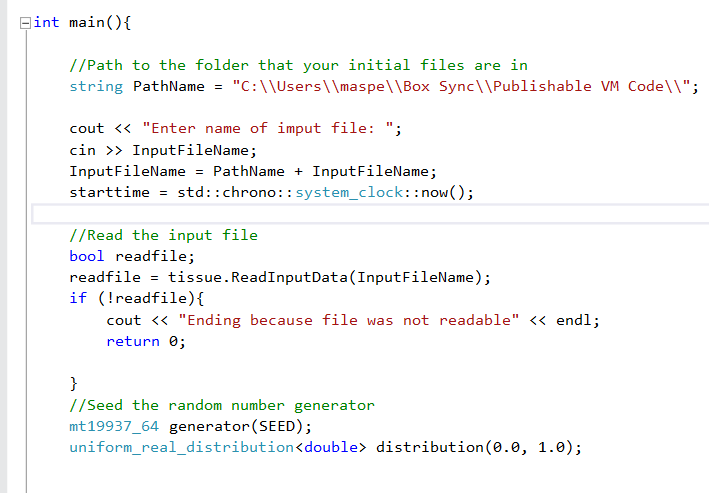 int main(){
//Path to the folder that your initial files are in
string PathName = "C:\\Users\\maspe\\Box Sync\\Publishable VM Code\\";
cout << "Enter name of imput file: ";
cin >> InputFileName;
InputFileName = PathName + InputFileName;
starttime = std::chrono::system_clock::now();
//Read the input file
bool readfile;
readfile = tissue.ReadInputData(InputFileName);
if (!readfile){
cout << "Ending because file was not readable" << endl;
return 0;
}
//Seed the random number generator
mt19937_64 generator(SEED);
uniform_real_distribution<double> distribution(0.0, 1.0);